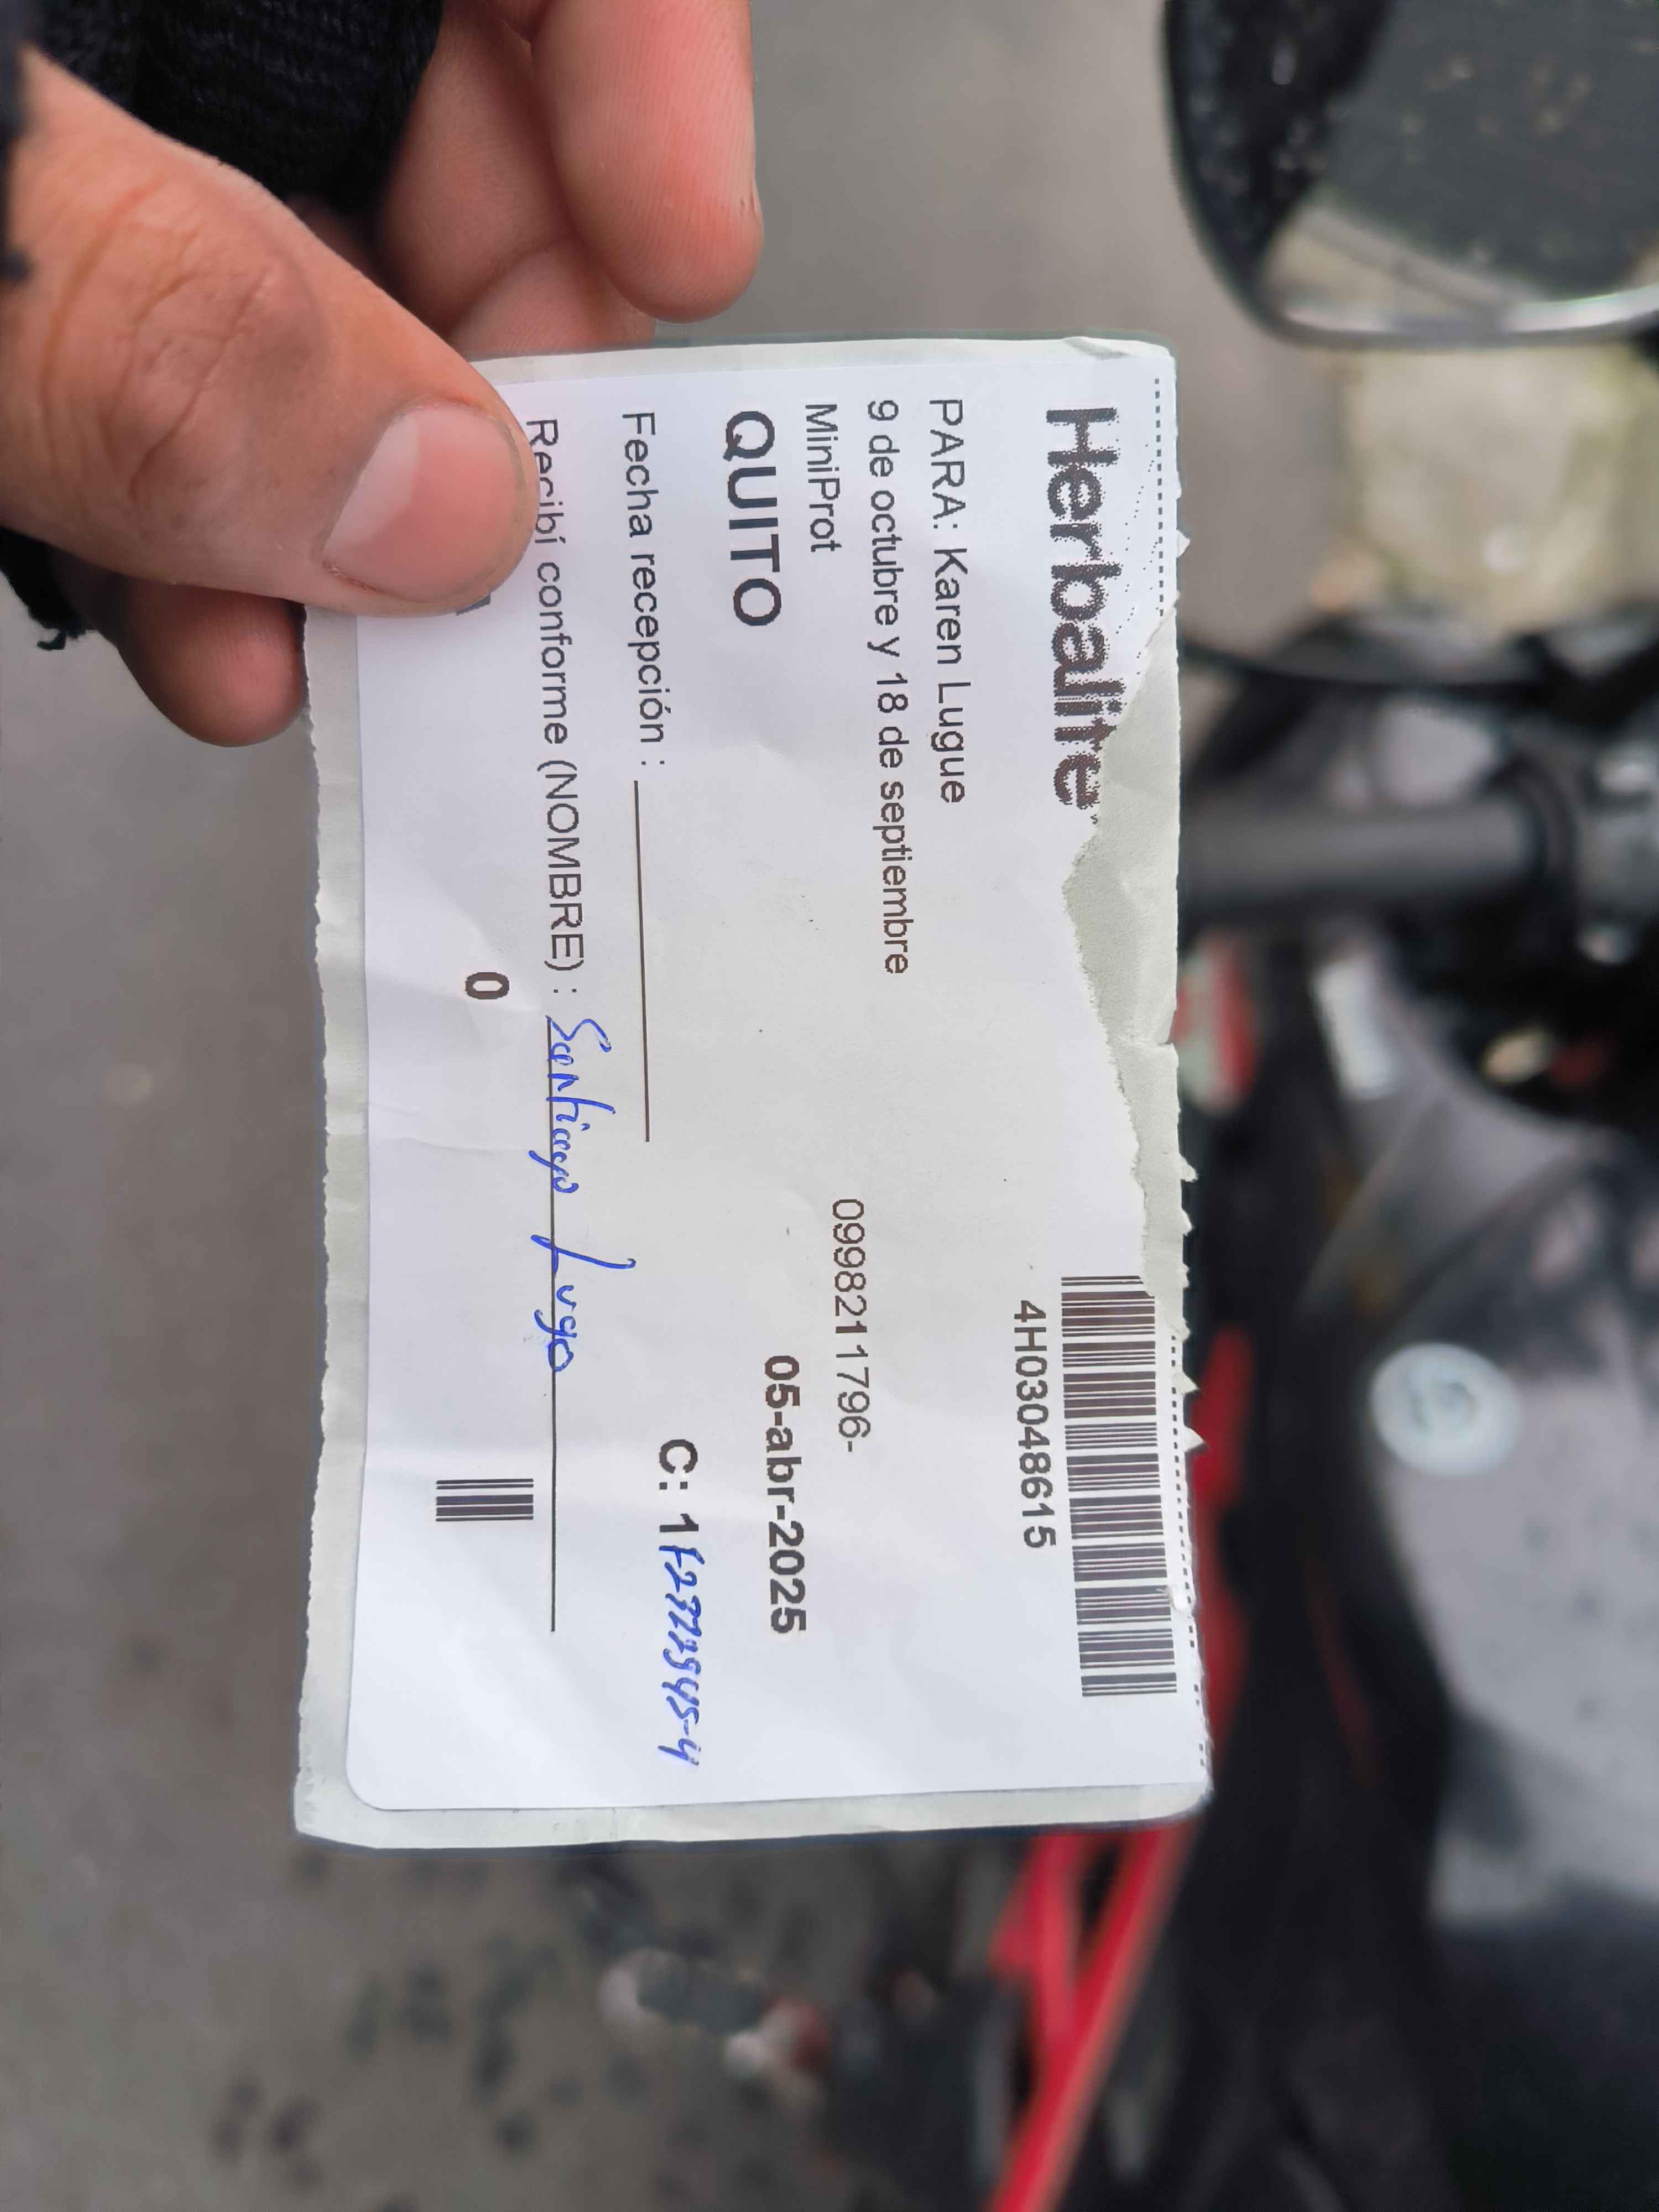 Herbalife
4H03048615
PARA: Karen Lugue
9 de octubre y 18 de septiembre
MiniProt
0998211796-
QUITO
05-abr-2025
Fecha recepción :
C: 1
Recibí conforme (NOMBRE) : Santiago Lugo
0